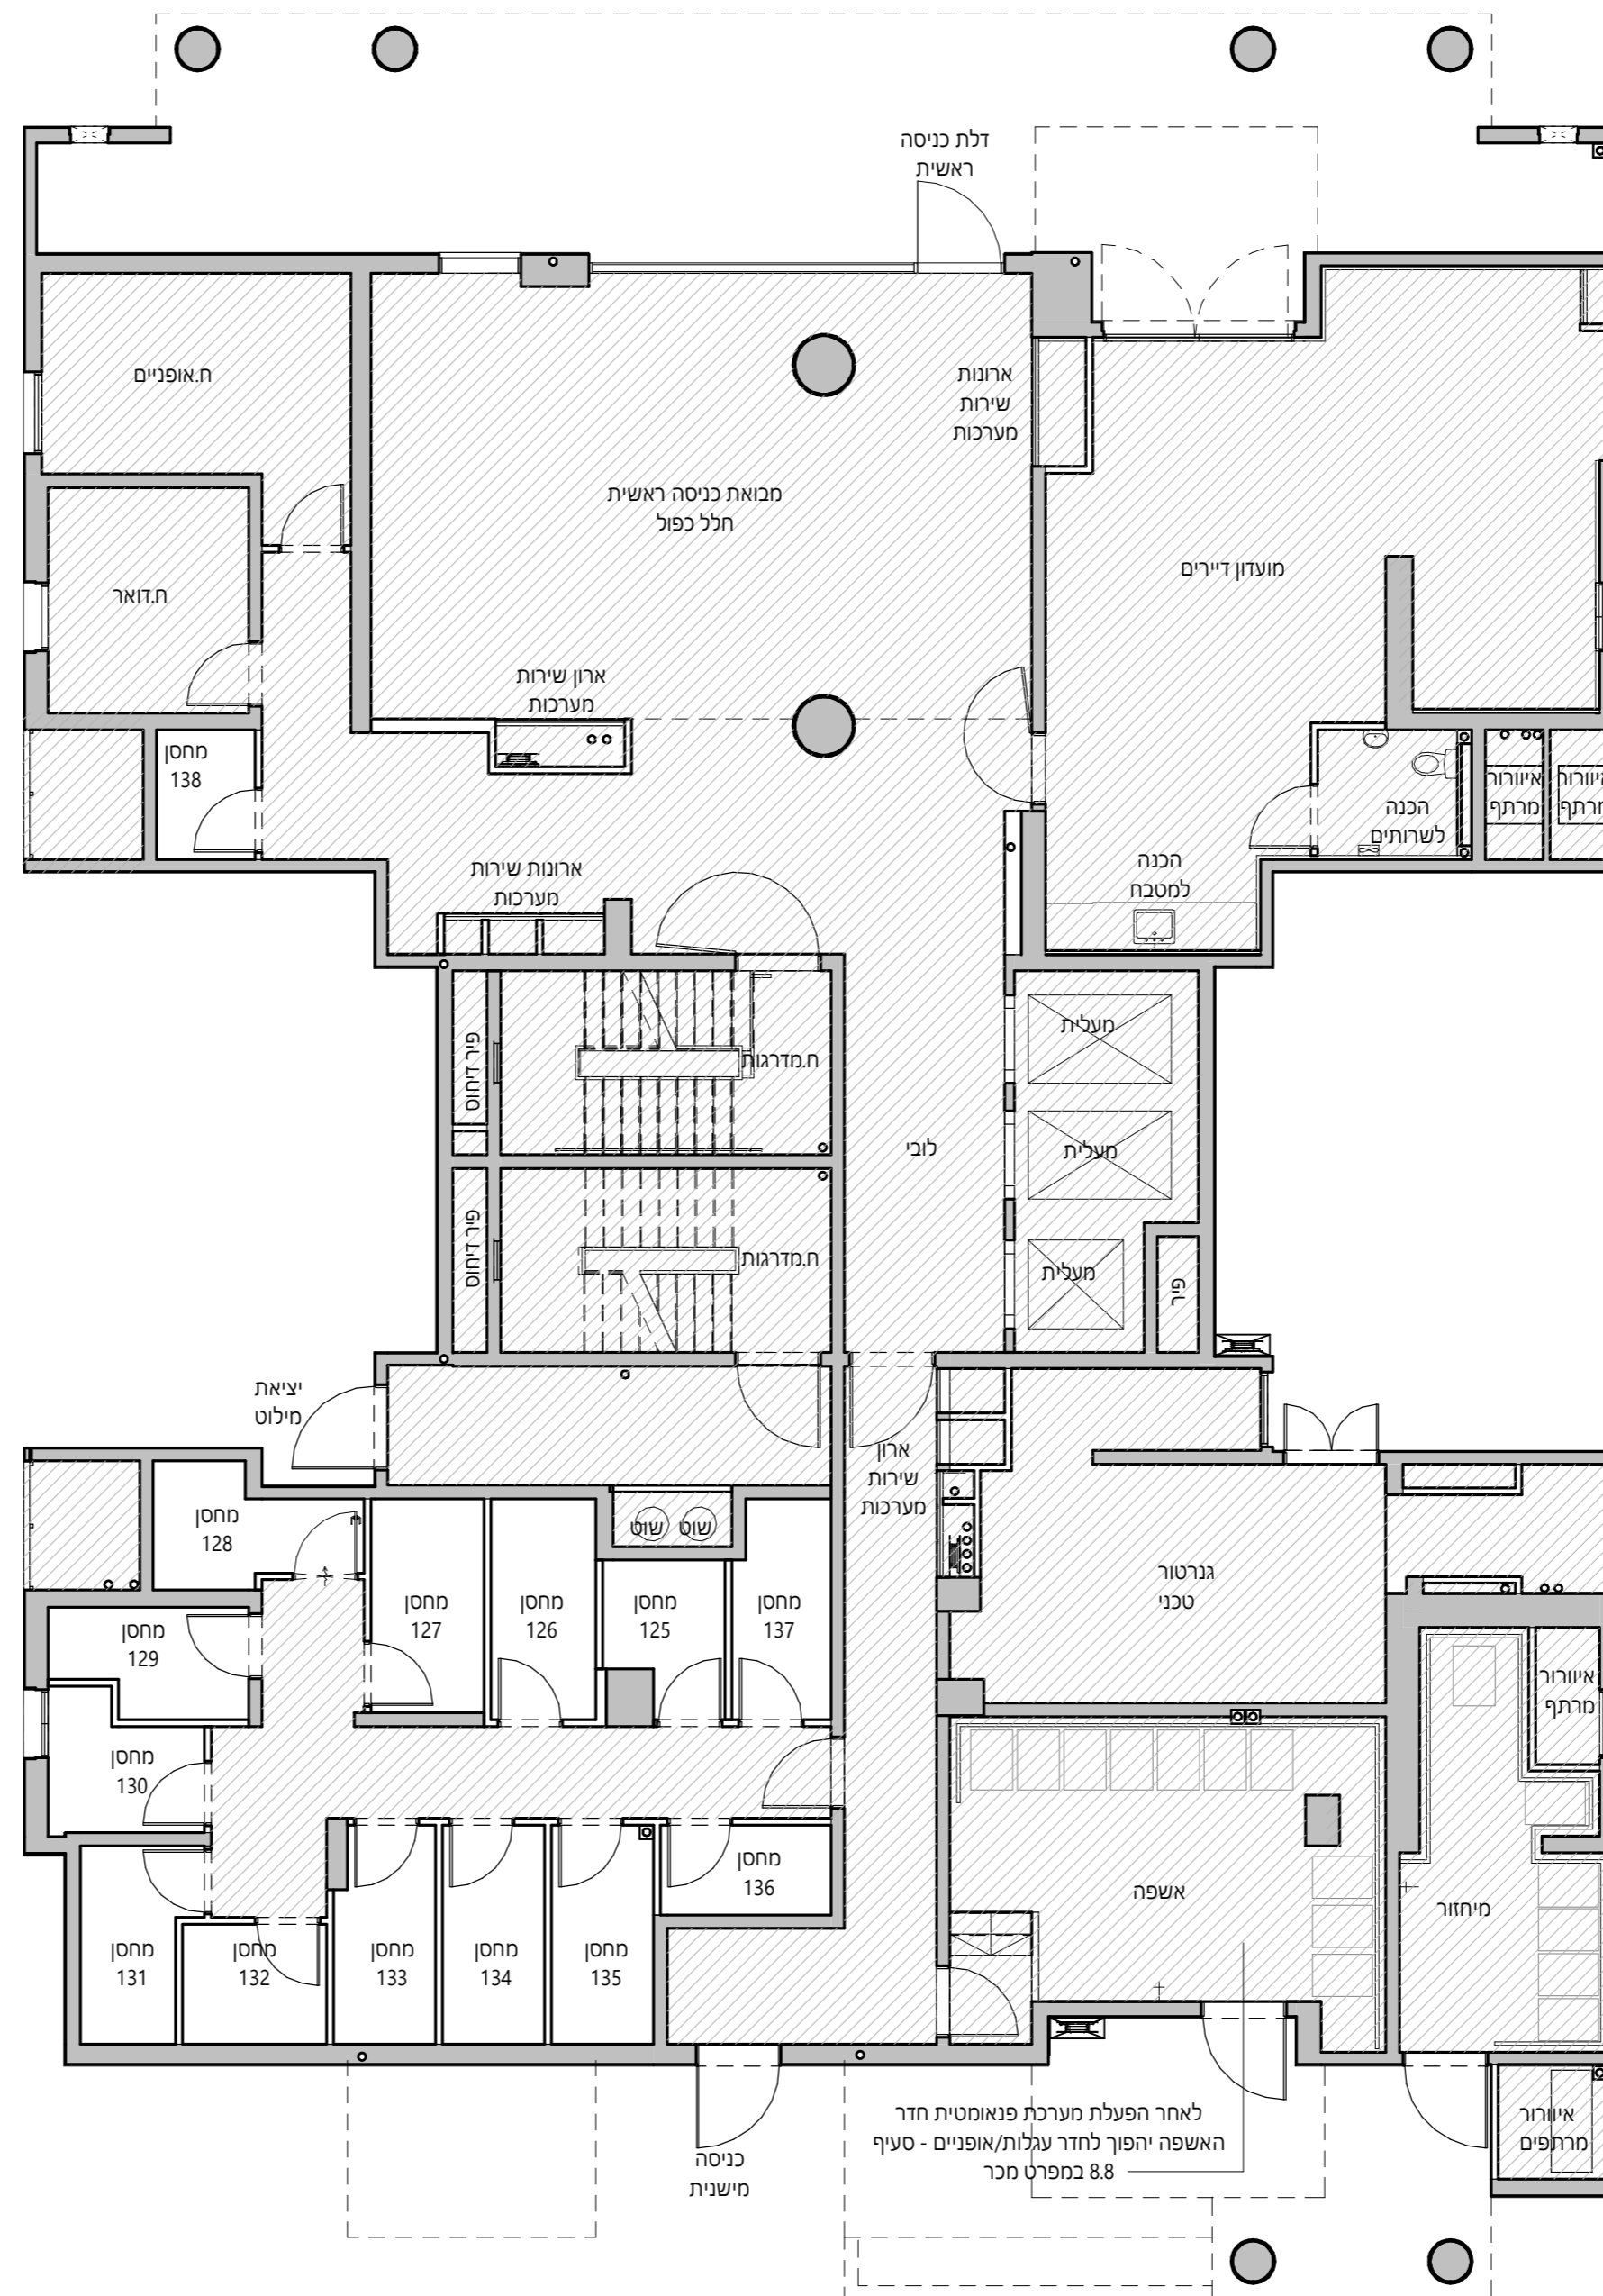 דלת כניסה
ראשית
ח.אופניים
ארונות
שירות
מערכות
מבואת כניסה ראשית
חלל כפול
מועדון דיירים
ח.דואר
ארון שירות
מערכות
מחסן
138
איוורור
מרתף
איוורור
מרתף
הכנה
לשרותים
הכנה
למטבח
ארונות שירות
מערכות
מעלית
פיר דיחוס
ח.מדרגות
לובי
מעלית
פיר דיחוס
ח.מדרגות
מעלית
פיר
יציאת
מילוט
ארון
שירות
מערכות
מחסן
128
שוט
שוט
גנרטור
טכני
מחסן
127
מחסן
126
מחסן
125
מחסן
137
מחסן
129
איוורור
מרתף
מחסן
130
מחסן
136
אשפה
מיחזור
מחסן
131
מחסן
132
מחסן
133
מחסן
134
מחסן
135
לאחר הפעלת מערכת פנאומטית חדר
האשפה יהפוך לחדר עגלות/אופניים - סעיף
8.8 במפרט מכר
איוורור
מרתפים
כניסה
מישנית